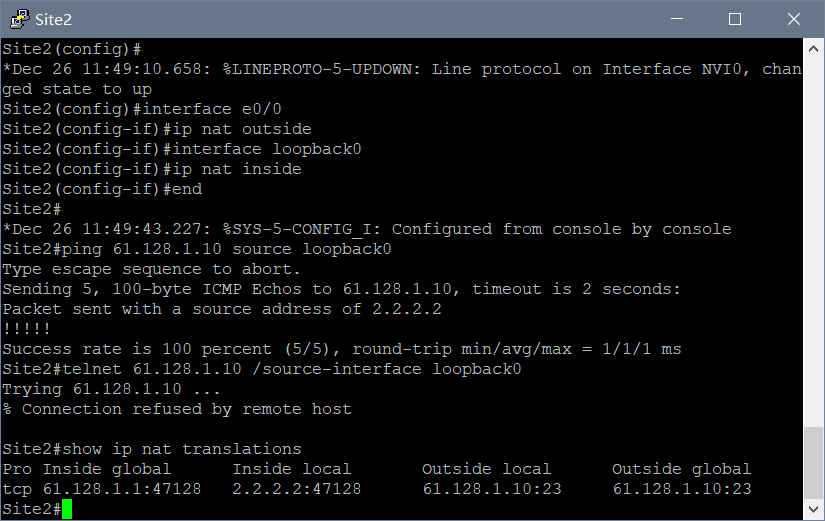 Site2
Site2(config)#
*Dec 26 11:49:10.658: %LINEPROTO-5-UPDOWN: Line protocol on Interface NVI0, chan
ged state to up
Site2(config)#interface e0/0
Site2(config-if)#ip nat outside
Site2(config-if)#interface loopback0
Site2(config-if)#ip nat inside
Site2(config-if)#end
Site2#
*Dec 26 11:49:43.227: %SYS-5-CONFIG_I: Configured from console by console
Site2#ping 61.128.1.10 source loopback0
Type escape sequence to abort.
Sending 5, 100-byte ICMP Echos to 61.128.1.10, timeout is 2 seconds:
Packet sent with a source address of 2.2.2.2
!!!!!
Success rate is 100 percent (5/5), round-trip min/avg/max = 1/1/1 ms
Site2#telnet 61.128.1.10 /source-interface loopback0
Trying 61.128.1.10 ...
% Connection refused by remote host
Site2#show ip nat translations
Pro Inside global      Inside local       Outside local      Outside global
tcp 61.128.1.1:47128   2.2.2.2:47128      61.128.1.10:23     61.128.1.10:23
Site2#